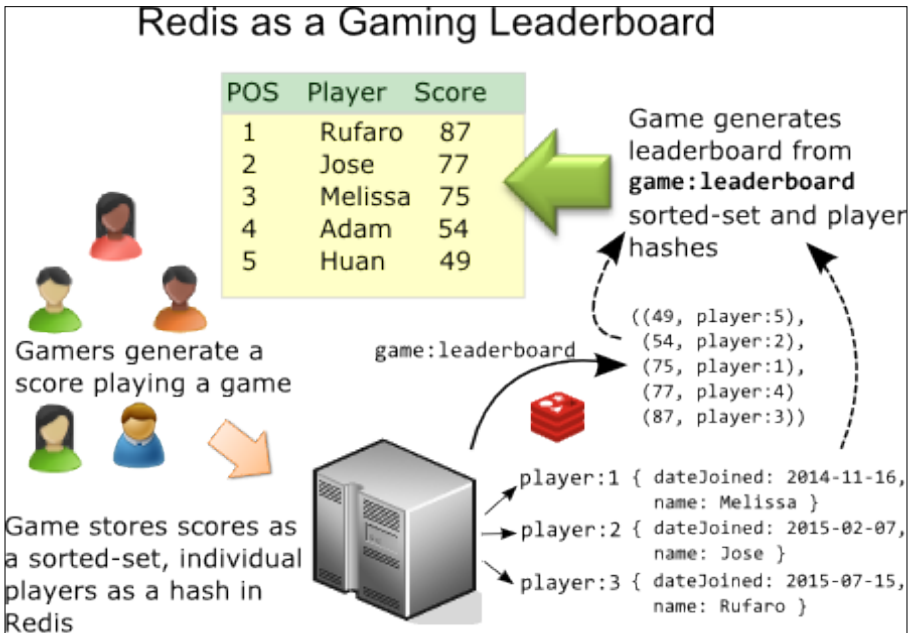 Redis as a Gaming Leaderboard
POS Player Score
1 Rufaro 87
2 Jose 77
3 Melissa 75
4 Adam 54
5 Huan 49
Game generates
leaderboard from
game:leaderboard
sorted-set and player
hashes
Gamers generate a
score playing a game
game:leaderboard
((49, player:5),
(54, player:2),
(75, player:1),
(77, player:4)
(87, player:3))
Game stores scores as
a sorted-set, individual
players as a hash in
Redis
player:1 { dateJoined: 2014-11-16,
name: Melissa }
player:2 { dateJoined: 2015-02-07,
name: Jose }
player:3 { dateJoined: 2015-07-15,
name: Rufaro }